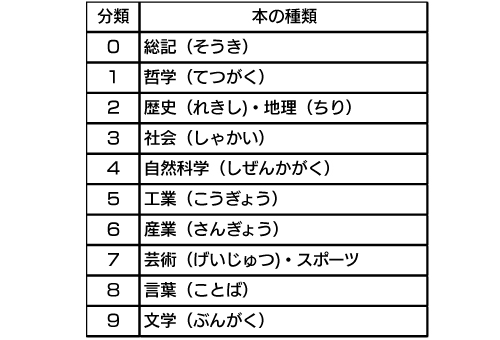 分類 本の種類
0 総記（そうき）
1 哲学（てつがく）
2 歴史（れきし)・地理（ちり）
3 社会（しゃかい）
4 自然科学（しぜんかがく）
5 工業（こうぎょう）
6 産業（さんぎょう）
7 芸術（げいじゅつ)・スポーツ
8 言葉（ことば）
9 文学（ぶんがく）